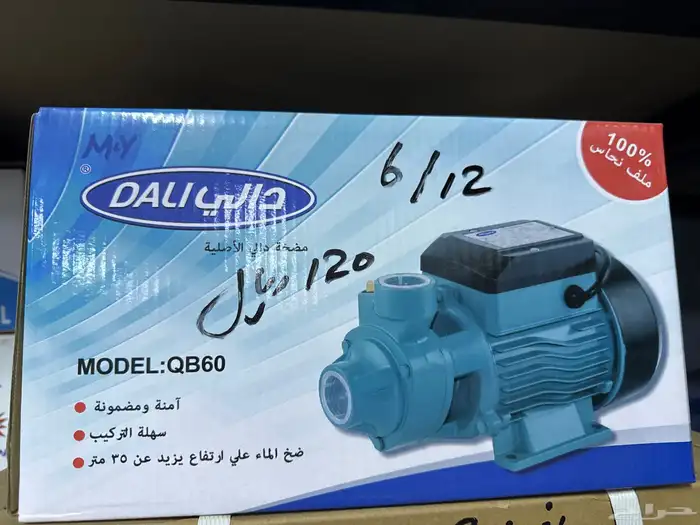 M.Y
100%
ملف نحاس
®
DALI دالي
6/12
مضخة دالي الأصلية
120 ريال
MODEL:QB60
آمنة ومضمونة
سهلة التركيب
ضخ الماء علي ارتفاع يزيد عن ٣٥ متر
حراج